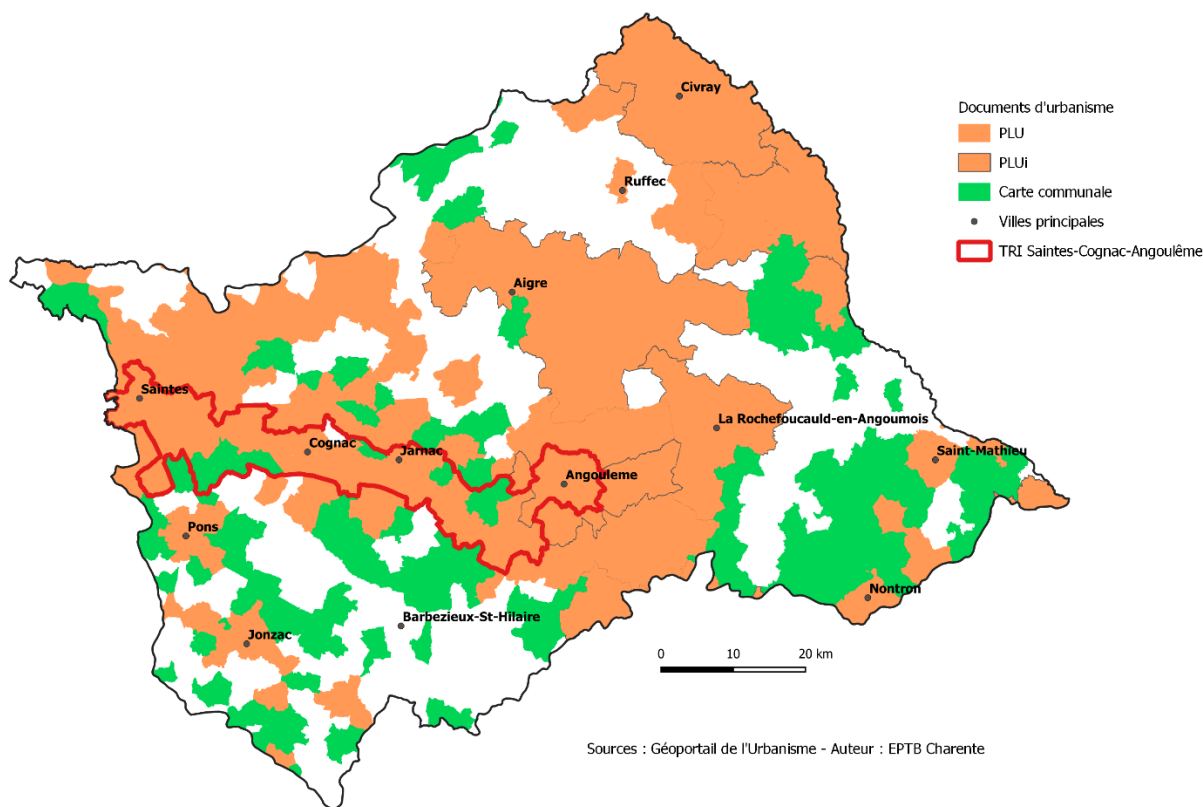 Civray
Documents d'urbanisme
PLU
PLUi
Carte communale
Villes principales
TRI Saintes-Cognac-Angoulême
Ruffec
Aigre
Saintes
La Rochefoucauld-en-Angoumois
Cognac
Jarnac
Saint-Mathieu
Angouleme
Pons
Nontron
Barbezieux-St-Hilaire
Jonzac
0 10 20 km
Sources : Géoportail de l'Urbanisme - Auteur : EPTB Charente